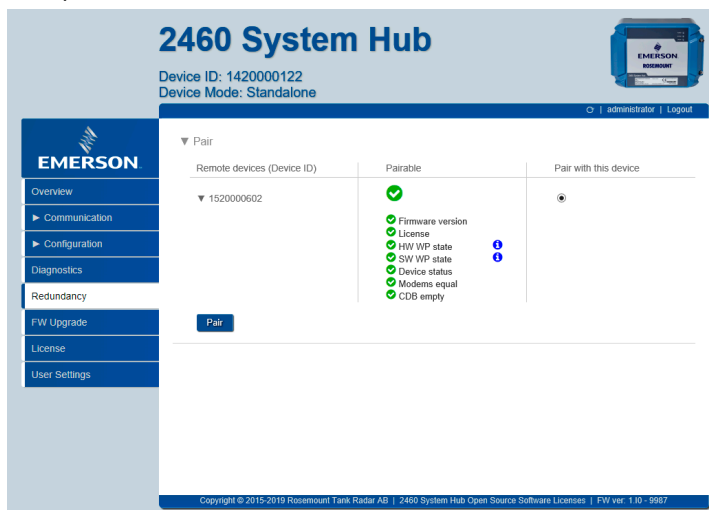 2460 System Hub
Device ID: 1420000122
Device Mode: Standalone
EMERSON
ROSEMOUNT
| administrator | Logout
EMERSON.
Overview
► Communication
► Configuration
Diagnostics
Redundancy
FW Upgrade
License
User Settings
▼ Pair
Remote devices (Device ID) Pairable Pair with this device
▼ 1520000602
Firmware version
License
HW WP state
SW WP state
Device status
Modems equal
CDB empty
Pair
Copyright © 2015-2019 Rosemount Tank Radar AB | 2460 System Hub Open Source Software Licenses | FW ver: 1.I0 - 9987